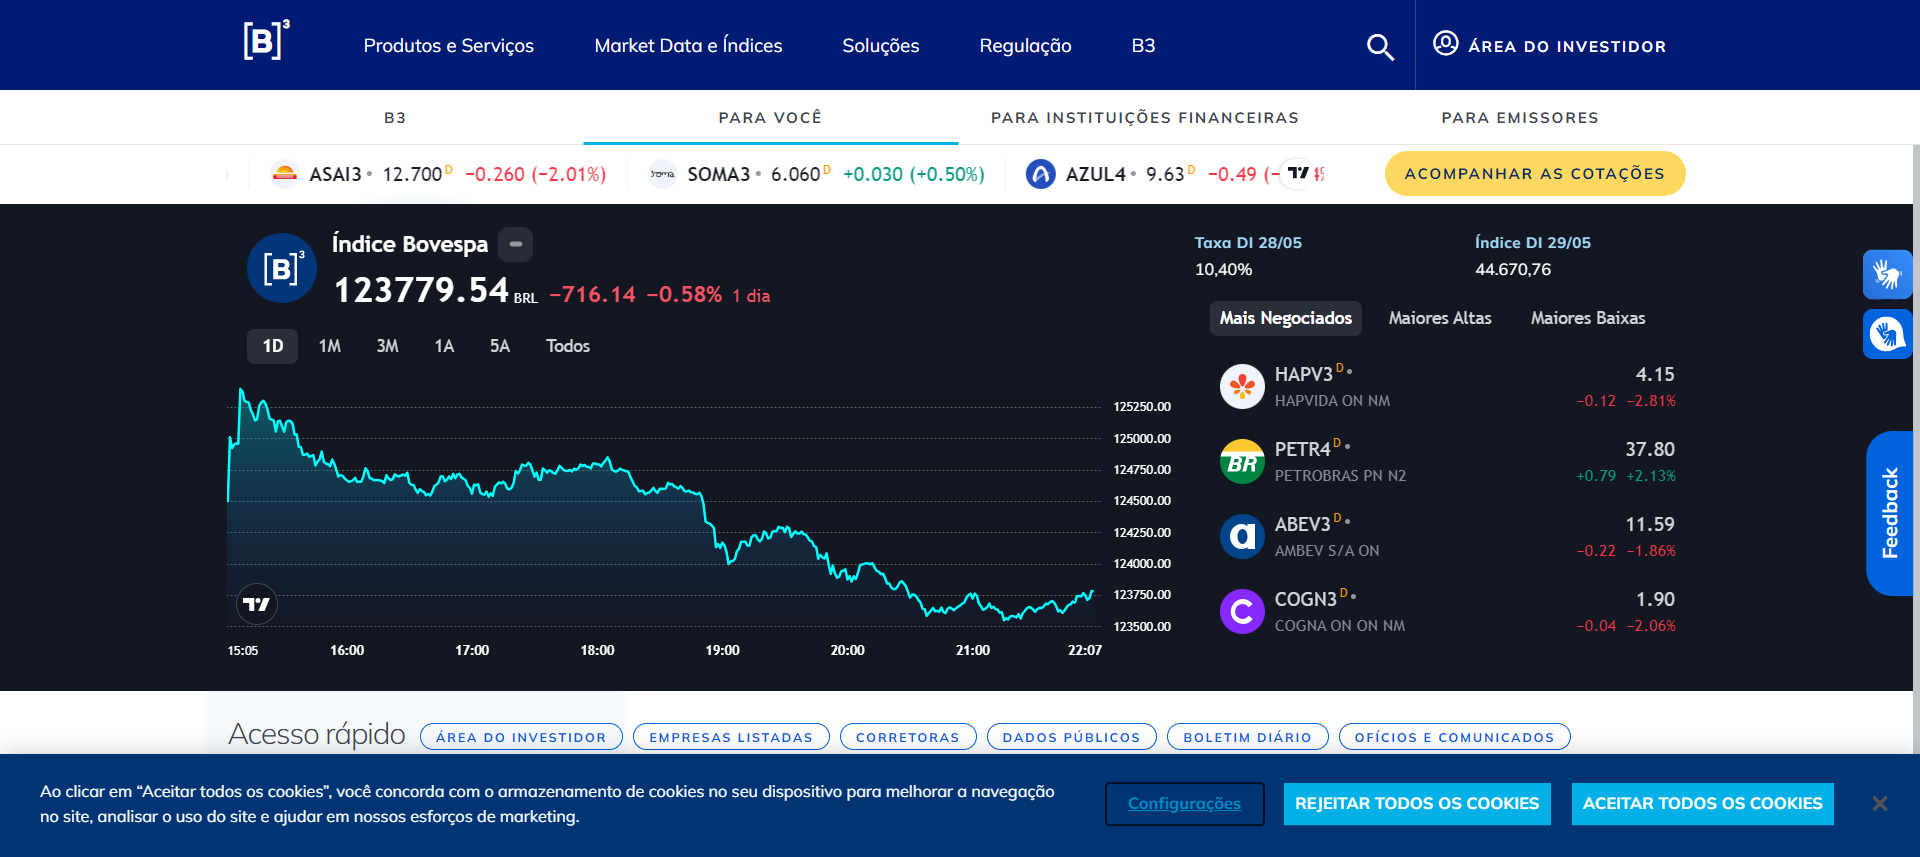 [B]³
Produtos e Serviços
Market Data e Índices
Soluções
Regulação
B3
ÁREA DO INVESTIDOR
B3
PARA VOCÊ
PARA INSTITUIÇÕES FINANCEIRAS
PARA EMISSORES
ASAI3 • 12.700 D −0.260 (−2.01%)
soma SOMA3 • 6.060 D +0.030 (+0.50%)
AZUL4 • 9.63 D −0.49 (−
ACOMPANHAR AS COTAÇÕES
[B]³
Índice Bovespa
123779.54 BRL −716.14 −0.58% 1 dia
1D 1M 3M 1A 5A Todos
125250.00
125000.00
124750.00
124500.00
124250.00
124000.00
123750.00
123500.00
15:05 16:00 17:00 18:00 19:00 20:00 21:00 22:07
Taxa DI 28/05
10,40%
Índice DI 29/05
44.670,76
Mais Negociados Maiores Altas Maiores Baixas
HAPV3 D • 4.15
HAPVIDA ON NM −0.12 −2.81%
BR
PETR4 D • 37.80
PETROBRAS PN N2 +0.79 +2.13%
a
ABEV3 D • 11.59
AMBEV S/A ON −0.22 −1.86%
C
COGN3 D • 1.90
COGNA ON ON NM −0.04 −2.06%
Feedback
Acesso rápido
ÁREA DO INVESTIDOR
EMPRESAS LISTADAS
CORRETORAS
DADOS PÚBLICOS
BOLETIM DIÁRIO
OFÍCIOS E COMUNICADOS
Ao clicar em “Aceitar todos os cookies”, você concorda com o armazenamento de cookies no seu dispositivo para melhorar a navegação
no site, analisar o uso do site e ajudar em nossos esforços de marketing.
Configurações
REJEITAR TODOS OS COOKIES
ACEITAR TODOS OS COOKIES